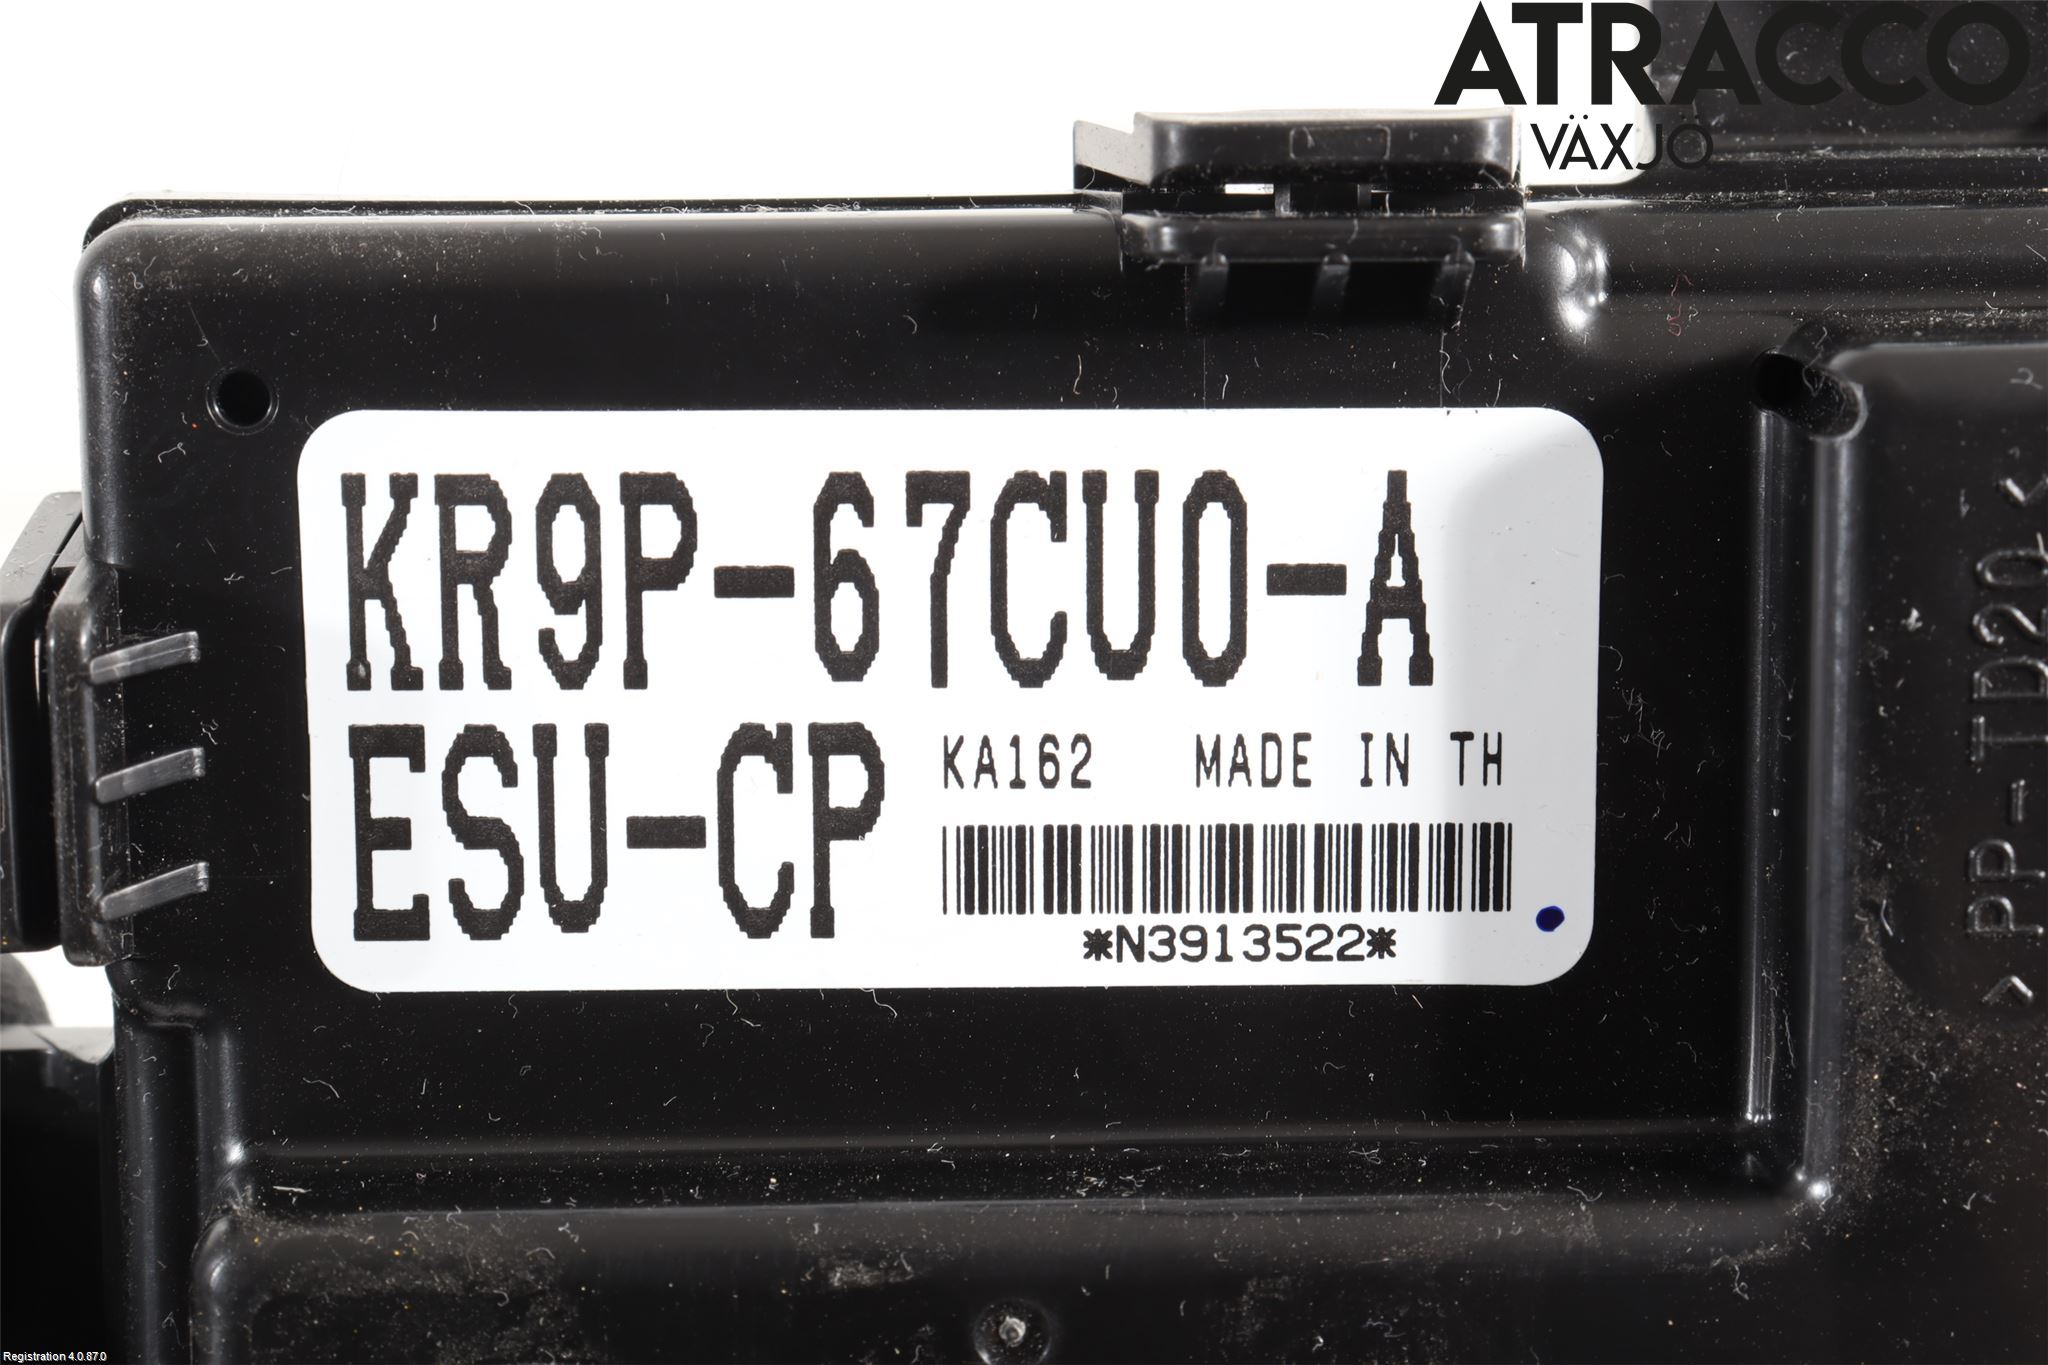 ATRACCO
VÄXJÖ
KR9P-67CU0-A
ESU-CP
KA162 MADE IN TH
*N3913522*
>PP-TD20<
Registration 4.0.87.0